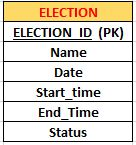 ELECTION
ELECTION_ID (PK)
Name
Date
Start_time
End_Time
Status